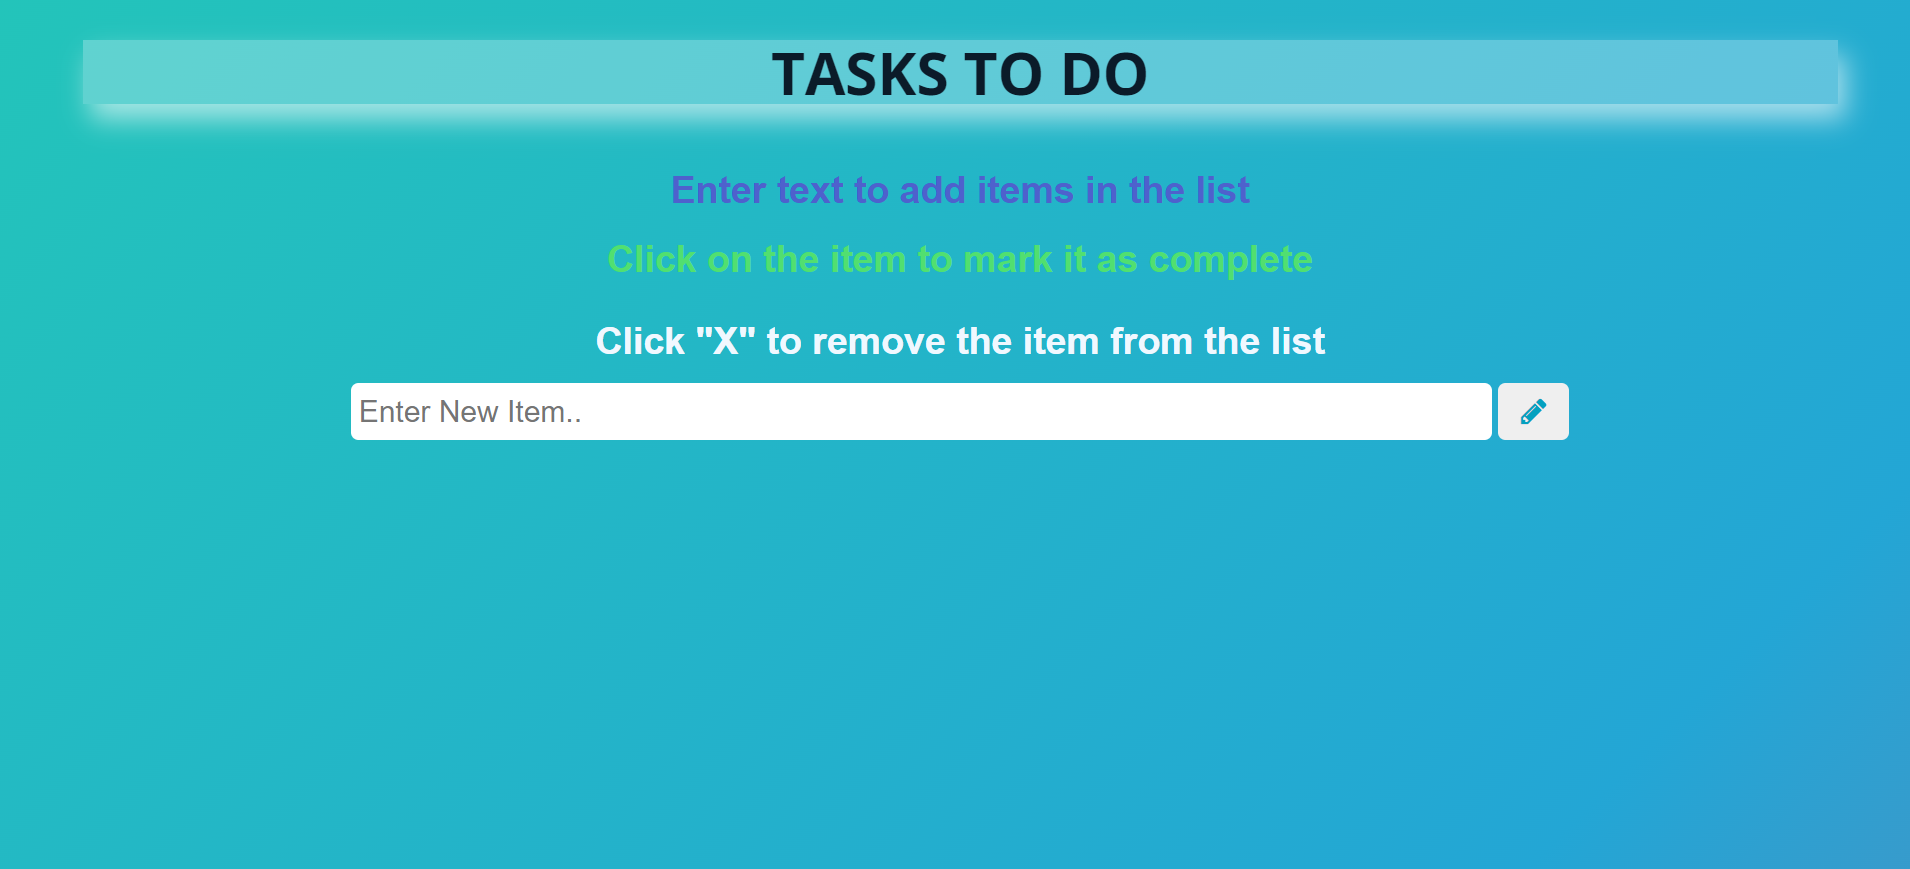 TASKS TO DO
Enter text to add items in the list
Click on the item to mark it as complete
Click "X" to remove the item from the list
Enter New Item..